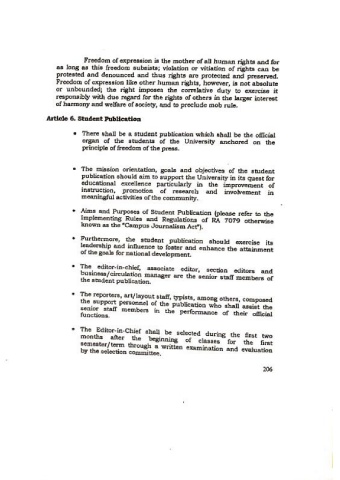 Freedom of expression is the mother of all human rights and for
as long as this freedom subsists; violation or vitiation of rights can be
protested and denounced and thus rights are protected and preserved.
Freedom of expression like other human rights, however, is not absolute
or unbounded; the right imposes the correlative duty to exercise it
responsibly with due regard for the rights of others in the larger interest
of harmony and welfare of society, and to preclude mob rule.
Article 6. Student Publication
• There shall be a student publication which shall be the official
organ of the students of the University anchored on the
principle of freedom of the press.
• The mission orientation, goals and objectives of the student
publication should aim to support the University in its quest for
educational excellence particularly in the improvement of
instruction, promotion of research and involvement in
meaningful activities of the community.
• Aims and Purposes of Student Publication (please refer to the
Implementing Rules and Regulations of RA 7079 otherwise
known as the "Campus Journalism Act").
• Furthermore, the student publication should exercise its
leadership and influence to foster and enhance the attainment
of the goals for national development.
• The editor-in-chief, associate editor, section editors and
business/circulation manager are the senior staff members of
the student publication.
• The reporters, art/layout staff, typists, among others, composed
the support personnel of the publication who shall assist the
senior staff members in the performance of their official
functions.
• The Editor-in-Chief shall be selected during the first two
months after the beginning of classes for the first
semester/term through a written examination and evaluation
by the selection committee.
206